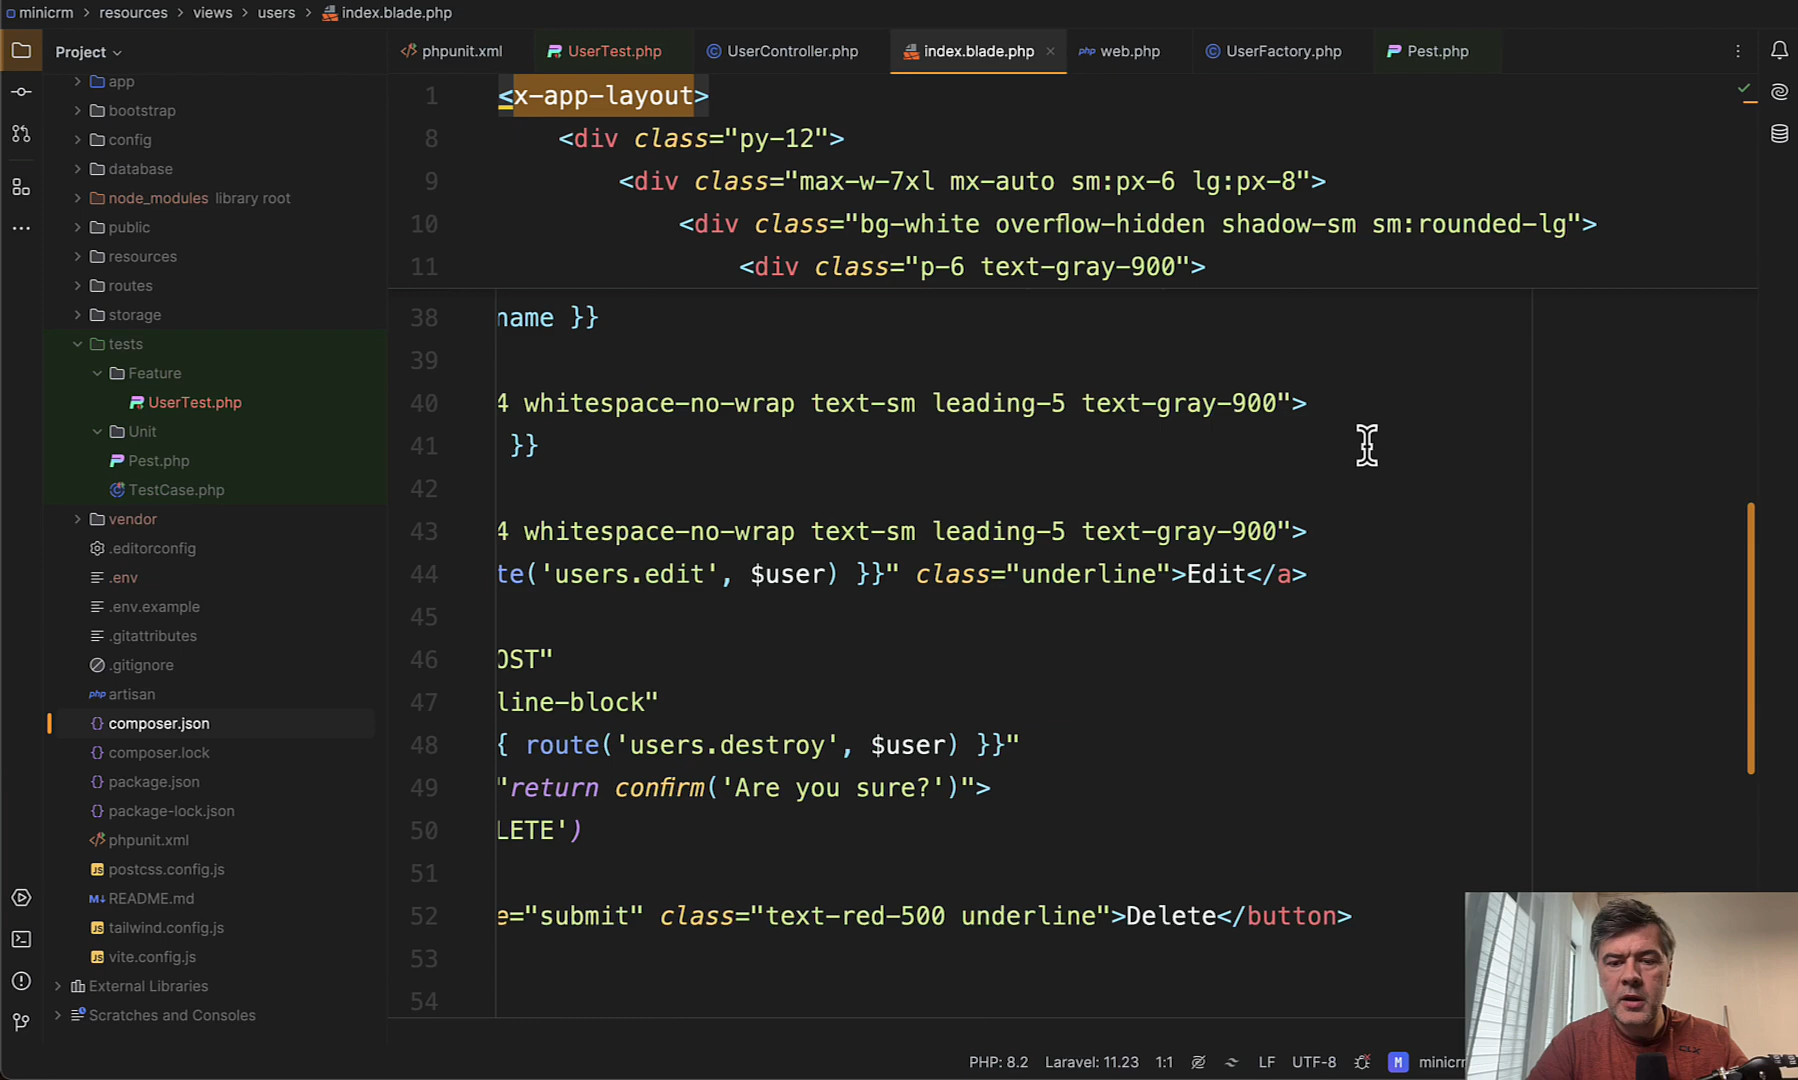 minicrm > resources > views > users > index.blade.php
Project
phpunit.xml
UserTest.php
UserController.php
index.blade.php
php web.php
UserFactory.php
Pest.php
app
bootstrap
config
database
node_modules library root
public
resources
routes
storage
tests
Feature
UserTest.php
Unit
Pest.php
TestCase.php
vendor
.editorconfig
.env
.env.example
.gitattributes
.gitignore
php artisan
composer.json
composer.lock
package.json
package-lock.json
phpunit.xml
JS postcss.config.js
M↓ README.md
JS tailwind.config.js
JS vite.config.js
External Libraries
Scratches and Consoles
1 <x-app-layout>
8 <div class="py-12">
9 <div class="max-w-7xl mx-auto sm:px-6 lg:px-8">
10 <div class="bg-white overflow-hidden shadow-sm sm:rounded-lg">
11 <div class="p-6 text-gray-900">
38 name }}
39
40 4 whitespace-no-wrap text-sm leading-5 text-gray-900">
41 }}
42
43 4 whitespace-no-wrap text-sm leading-5 text-gray-900">
44 te('users.edit', $user) }}" class="underline">Edit</a>
45
46 OST"
47 line-block"
48 { route('users.destroy', $user) }}"
49 "return confirm('Are you sure?')">
50 LETE')
51
52 e="submit" class="text-red-500 underline">Delete</button>
53
54
PHP: 8.2 Laravel: 11.23 1:1 LF UTF-8 M minicrm